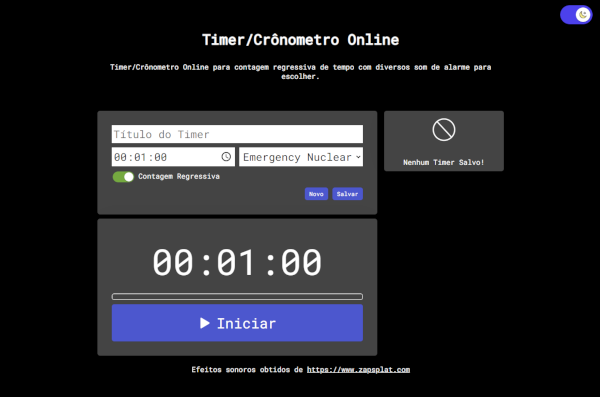 Timer/Crônometro Online
Timer/Crônometro Online para contagem regressiva de tempo com diversos som de alarme para
escolher.
Título do Timer
00:01:00
Emergency Nuclear
Contagem Regressiva
Novo
Salvar
Nenhum Timer Salvo!
00:01:00
Iniciar
Efeitos sonoros obtidos de https://www.zapsplat.com